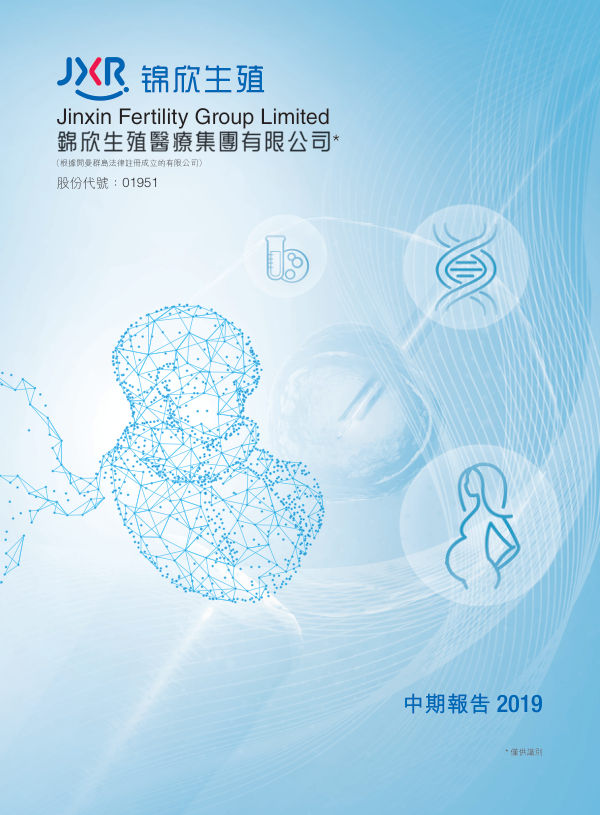 JXR 锦欣生殖
Jinxin Fertility Group Limited
錦欣生殖醫療集團有限公司*
(根據開曼群島法律註冊成立的有限公司)
股份代號：01951
中期報告 2019
* 僅供識別